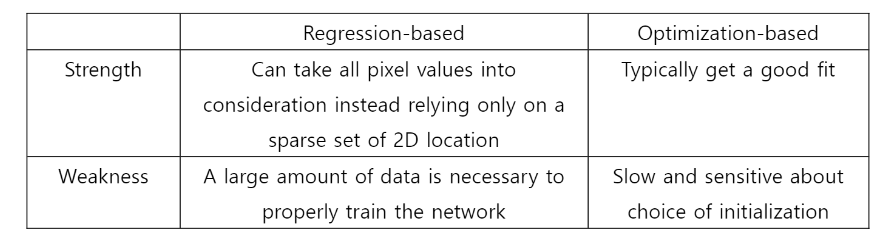 Regression-based Optimization-based
Strength Can take all pixel values into Typically get a good fit
consideration instead relying only on a
sparse set of 2D location
Weakness A large amount of data is necessary to Slow and sensitive about
properly train the network choice of initialization